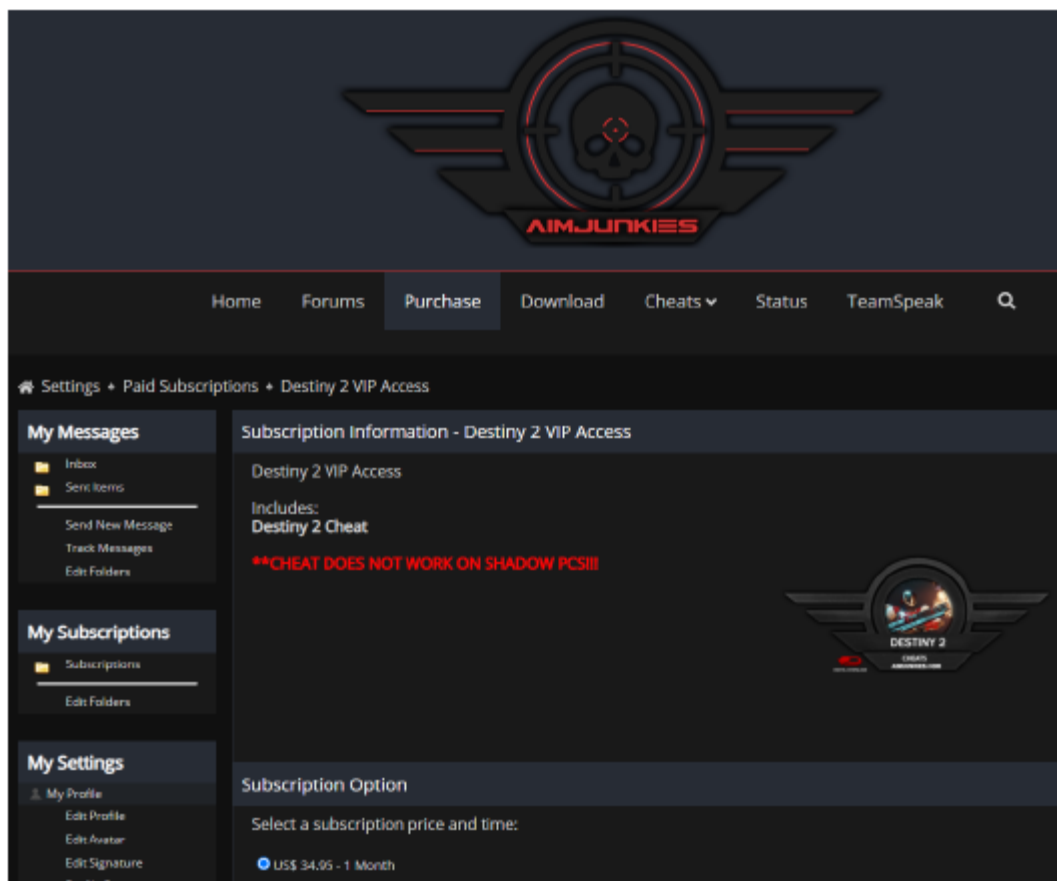 AIMJUNKIES
Home Forums Purchase Download Cheats Status TeamSpeak
Settings Paid Subscriptions Destiny 2 VIP Access
My Messages
Inbox
Sent Items
Send New Message
Track Messages
Edit Folders
My Subscriptions
Subscriptions
Edit Folders
My Settings
My Profile
Edit Profile
Edit Avatar
Edit Signature
Subscription Information - Destiny 2 VIP Access
Destiny 2 VIP Access
Includes:
Destiny 2 Cheat
**CHEAT DOES NOT WORK ON SHADOW PCS!!!
DESTINY 2
CHEATS
AIMJUNKIES.COM
Subscription Option
Select a subscription price and time:
US$ 34.95 - 1 Month